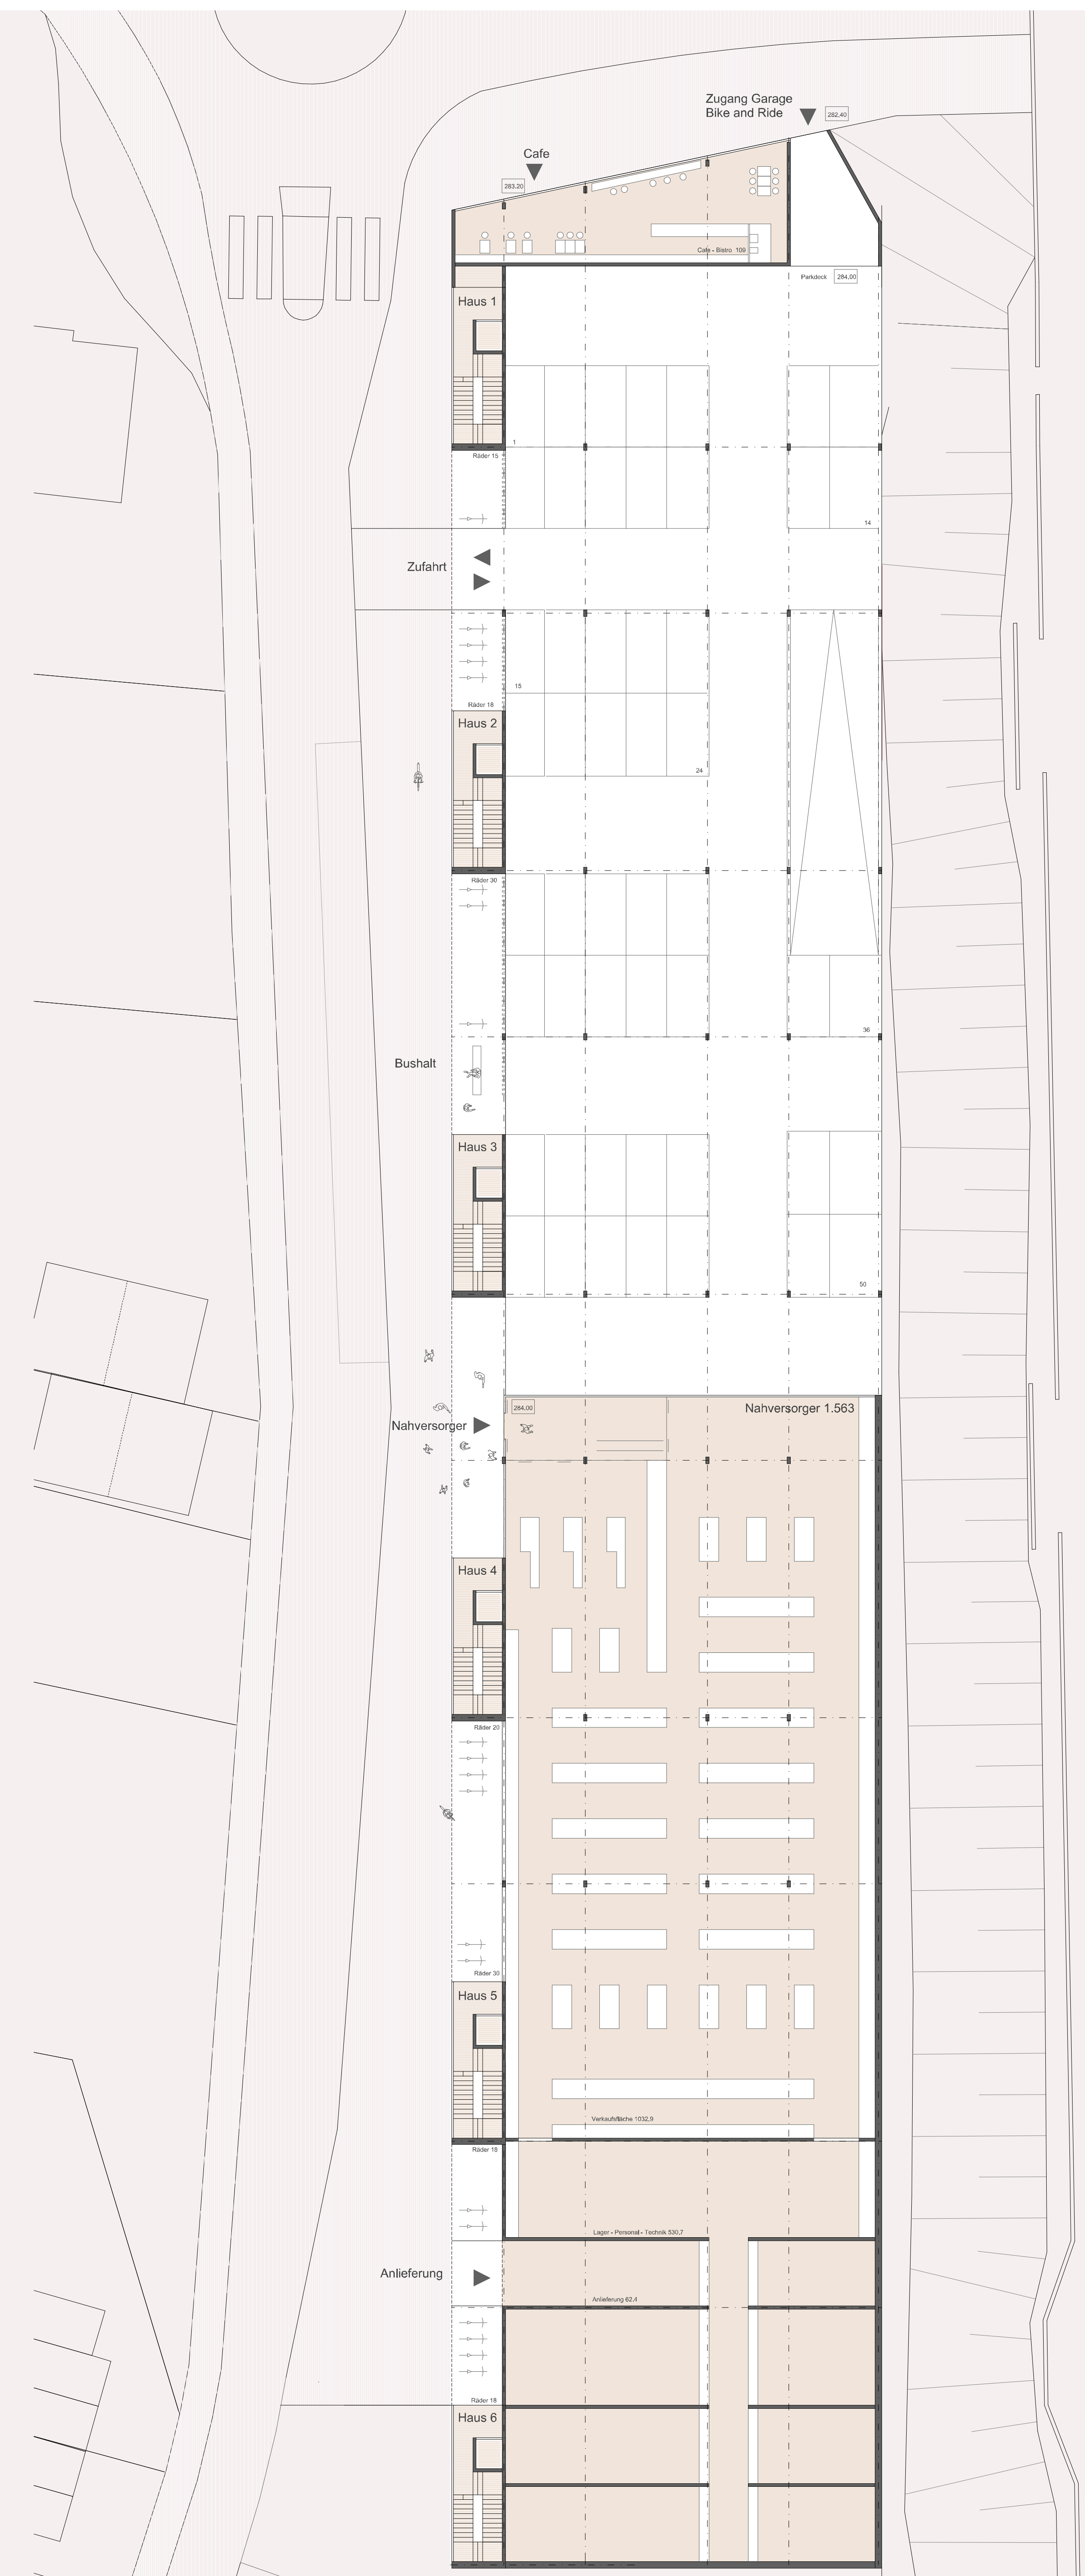 Zugang Garage
Bike and Ride
282,40
Cafe
283,20
Cafe - Bistro 109
Parkdeck 284,00
Haus 1
1
Räder 15
14
Zufahrt
15
Räder 18
24
Haus 2
Räder 30
36
Bushalt
Haus 3
50
284,00
Nahversorger 1.563
Nahversorger
Haus 4
Räder 20
Räder 30
Haus 5
Verkaufsfläche 1032,9
Räder 18
Lager - Personal - Technik 530,7
Anlieferung
Anlieferung 62.4
Räder 18
Haus 6